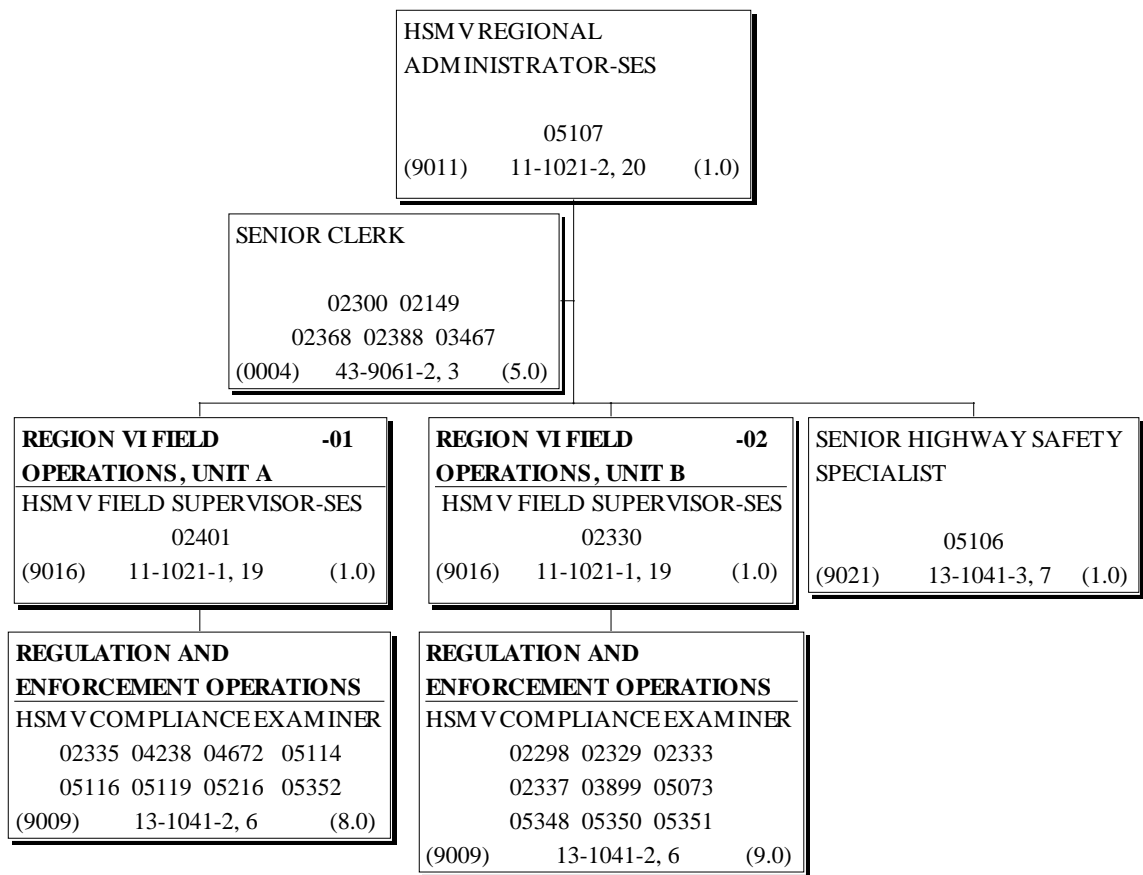 HSMV REGIONAL
ADMINISTRATOR-SES
05107
(9011) 11-1021-2, 20 (1.0)
SENIOR CLERK
02300 02149
02368 02388 03467
(0004) 43-9061-2, 3 (5.0)
REGION VI FIELD -01
OPERATIONS, UNIT A
HSMV FIELD SUPERVISOR-SES
02401
(9016) 11-1021-1, 19 (1.0)
REGION VI FIELD -02
OPERATIONS, UNIT B
HSMV FIELD SUPERVISOR-SES
02330
(9016) 11-1021-1, 19 (1.0)
SENIOR HIGHWAY SAFETY
SPECIALIST
05106
(9021) 13-1041-3, 7 (1.0)
REGULATION AND
ENFORCEMENT OPERATIONS
HSMV COMPLIANCE EXAMINER
02335 04238 04672 05114
05116 05119 05216 05352
(9009) 13-1041-2, 6 (8.0)
REGULATION AND
ENFORCEMENT OPERATIONS
HSMV COMPLIANCE EXAMINER
02298 02329 02333
02337 03899 05073
05348 05350 05351
(9009) 13-1041-2, 6 (9.0)